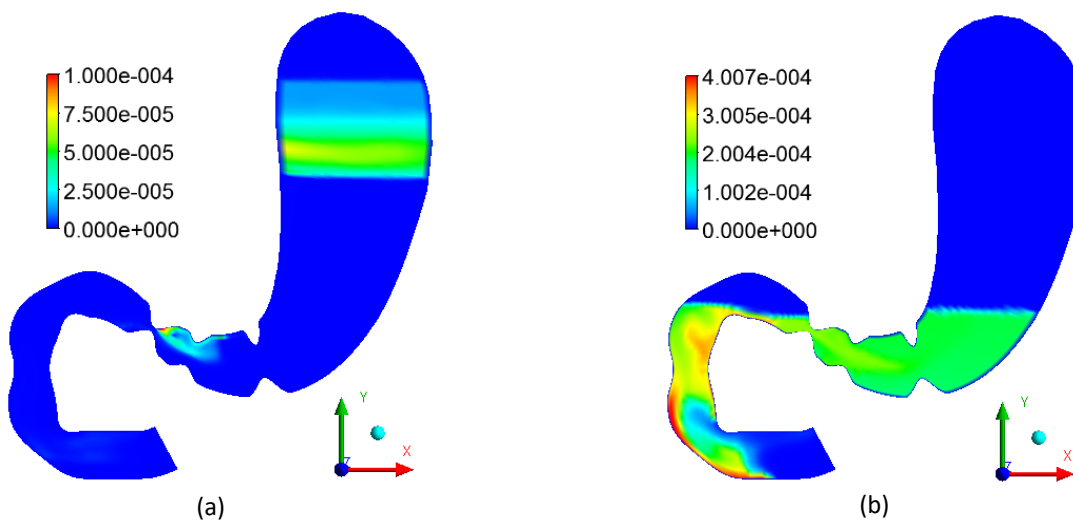 1.000e-004
7.500e-005
5.000e-005
2.500e-005
0.000e+000
Y
X
Z
(a)
4.007e-004
3.005e-004
2.004e-004
1.002e-004
0.000e+000
Y
X
Z
(b)